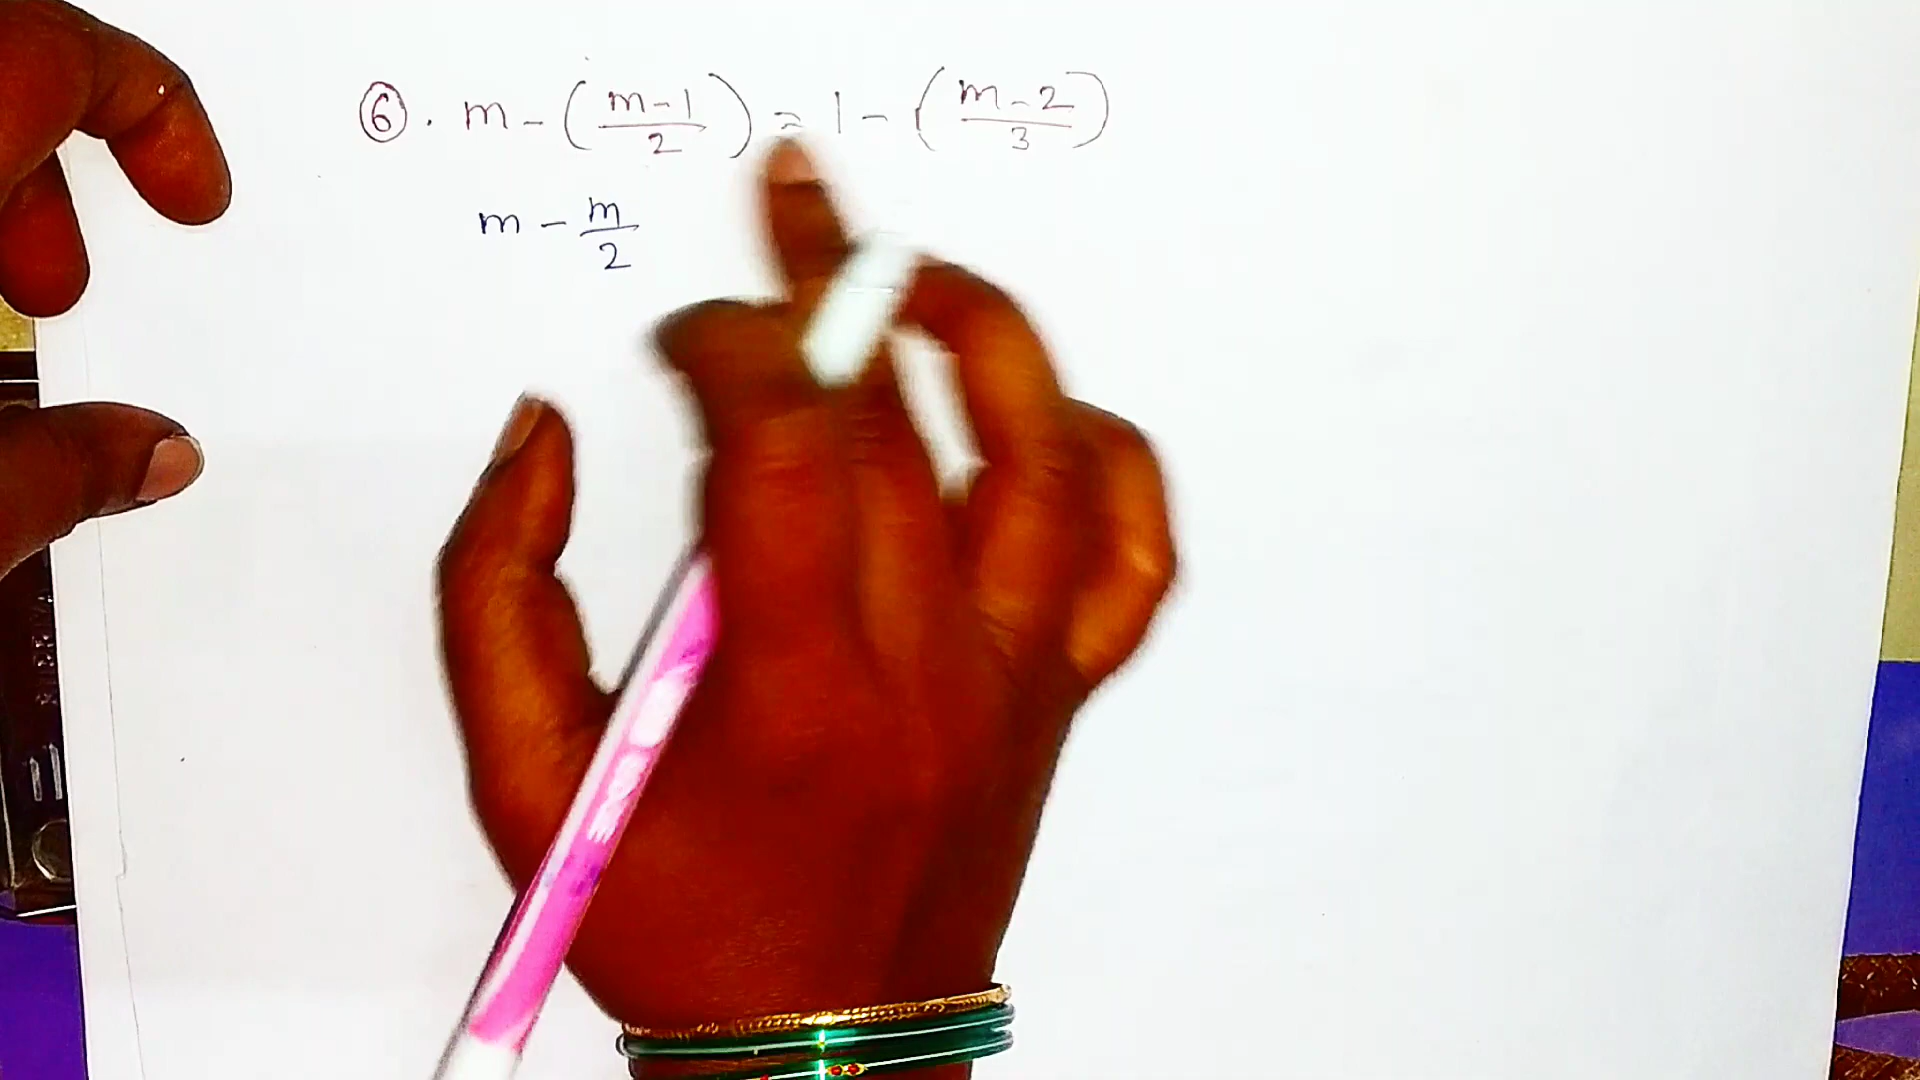 ⑥. m - (m-1/2) = 1 - (m-2/3)
m - m/2